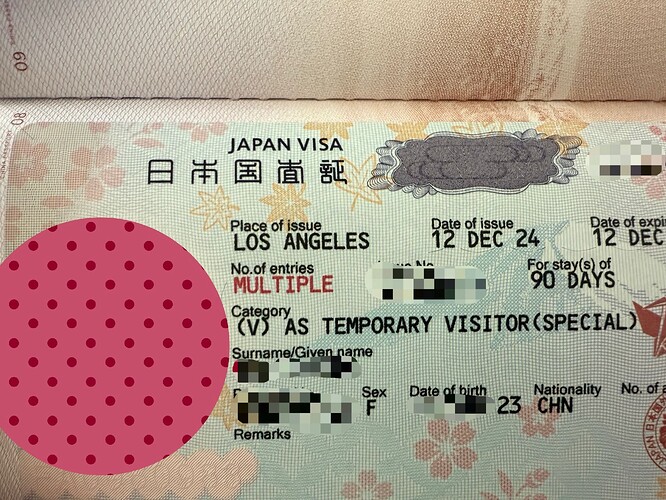 09
08
JAPAN VISA
日本国査証
Place of issue
LOS ANGELES
Date of issue
12 DEC 24
Date of expi
12 DEC
No.of entries
MULTIPLE
For stay(s) of
90 DAYS
Category
(V) AS TEMPORARY VISITOR(SPECIAL)
Surname/Given name
Sex
F
Date of birth
23
Nationality
CHN
No. of
Remarks